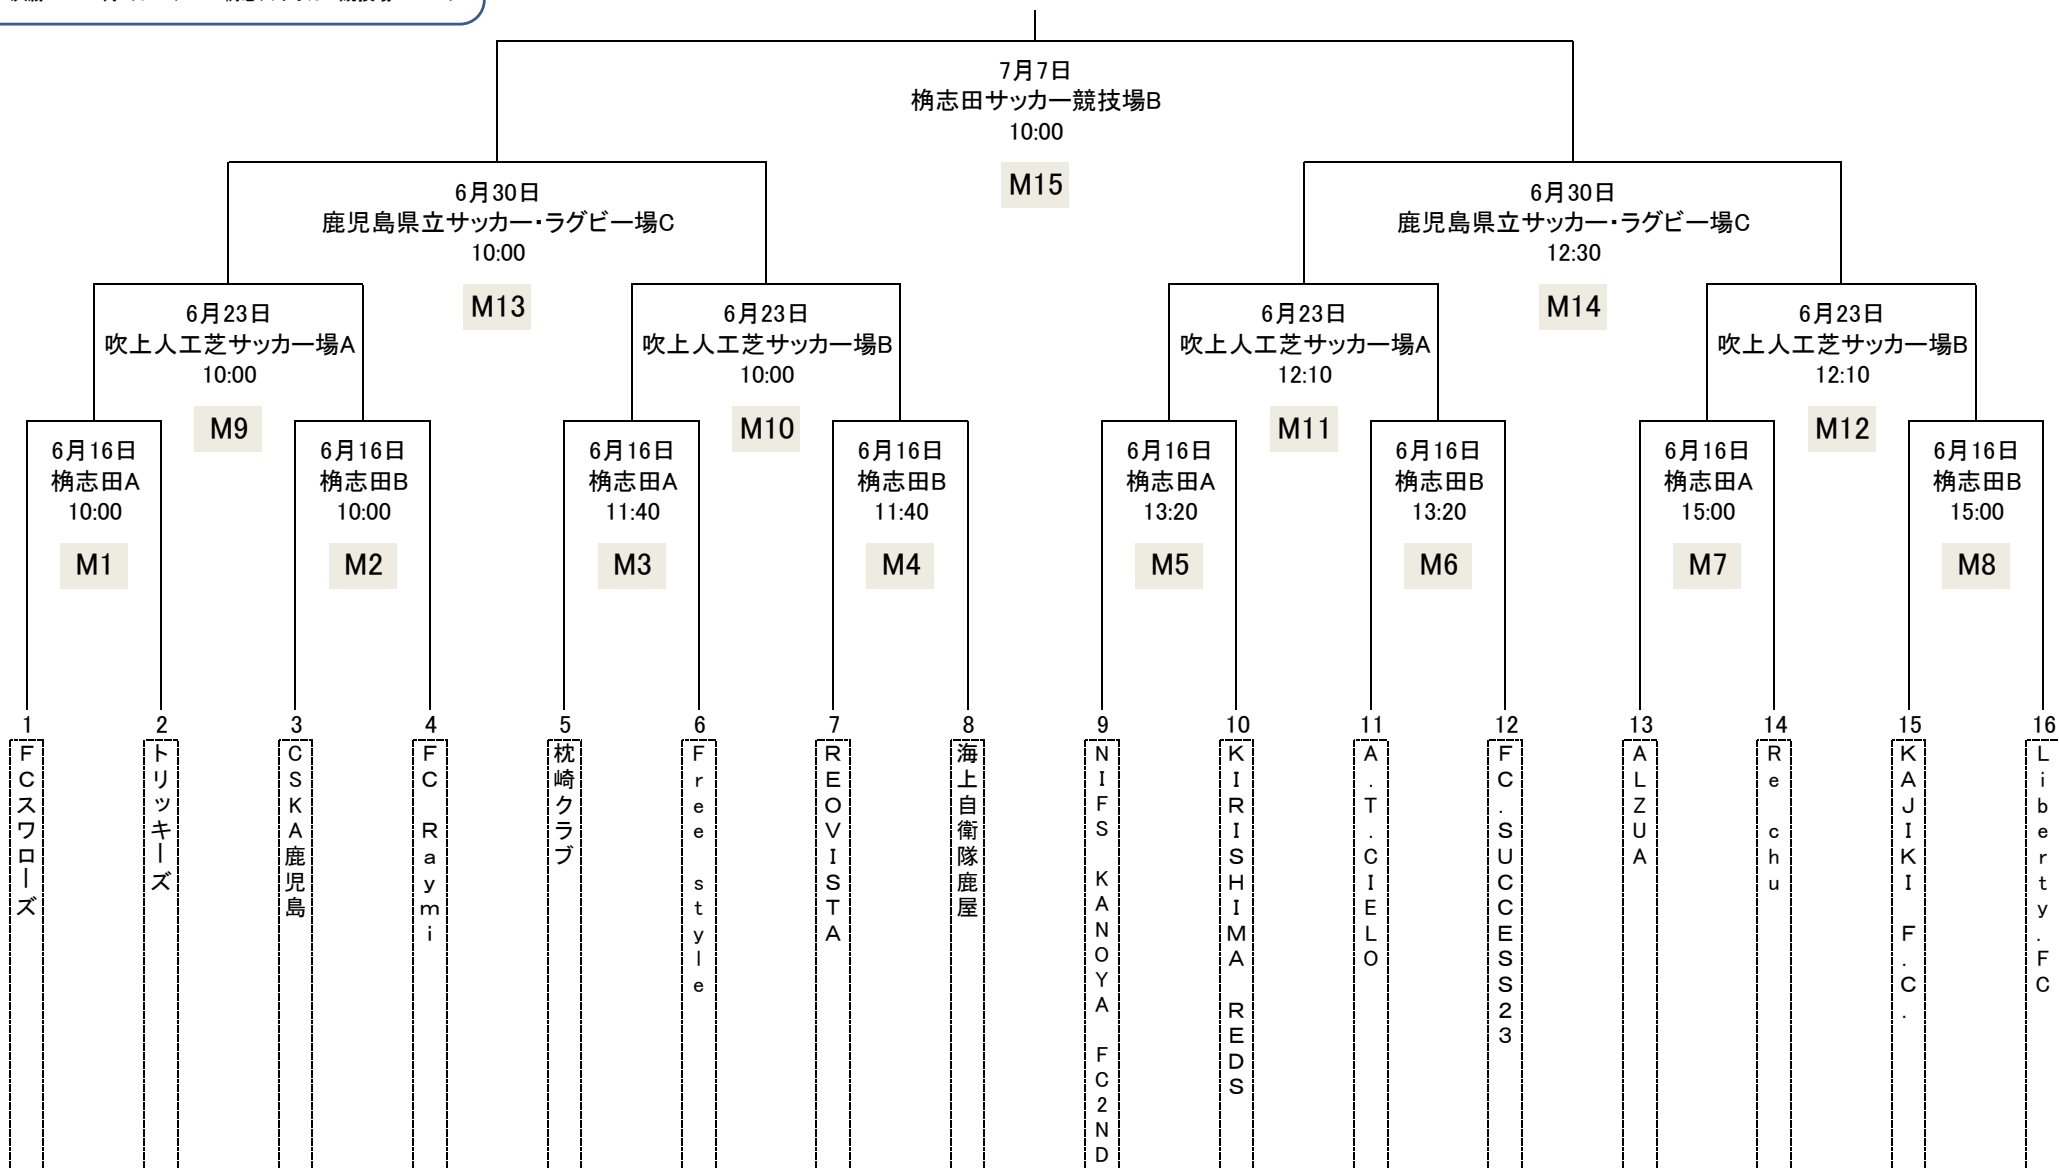 7月7日
桷志田サッカー競技場B
10:00
M15
6月30日
鹿児島県立サッカー・ラグビー場C
10:00
M13
6月30日
鹿児島県立サッカー・ラグビー場C
12:30
M14
6月23日
吹上人工芝サッカー場A
10:00
M9
6月23日
吹上人工芝サッカー場B
10:00
M10
6月23日
吹上人工芝サッカー場A
12:10
M11
6月23日
吹上人工芝サッカー場B
12:10
M12
6月16日
桷志田A
10:00
M1
6月16日
桷志田B
10:00
M2
6月16日
桷志田A
11:40
M3
6月16日
桷志田B
11:40
M4
6月16日
桷志田A
13:20
M5
6月16日
桷志田B
13:20
M6
6月16日
桷志田A
15:00
M7
6月16日
桷志田B
15:00
M8
1
FCスワローズ
2
トリッキーズ
3
CSKA鹿児島
4
FC Raymi
5
枕崎クラブ
6
Free style
7
REOVISTA
8
海上自衛隊鹿屋
9
NIFS KANOYA FC2ND
10
KIRISHIMA REDS
11
A.T.CIELO
12
FC.SUCCESS23
13
ALZUA
14
Re chu
15
KAJIKI F.C.
16
Liberty.FC